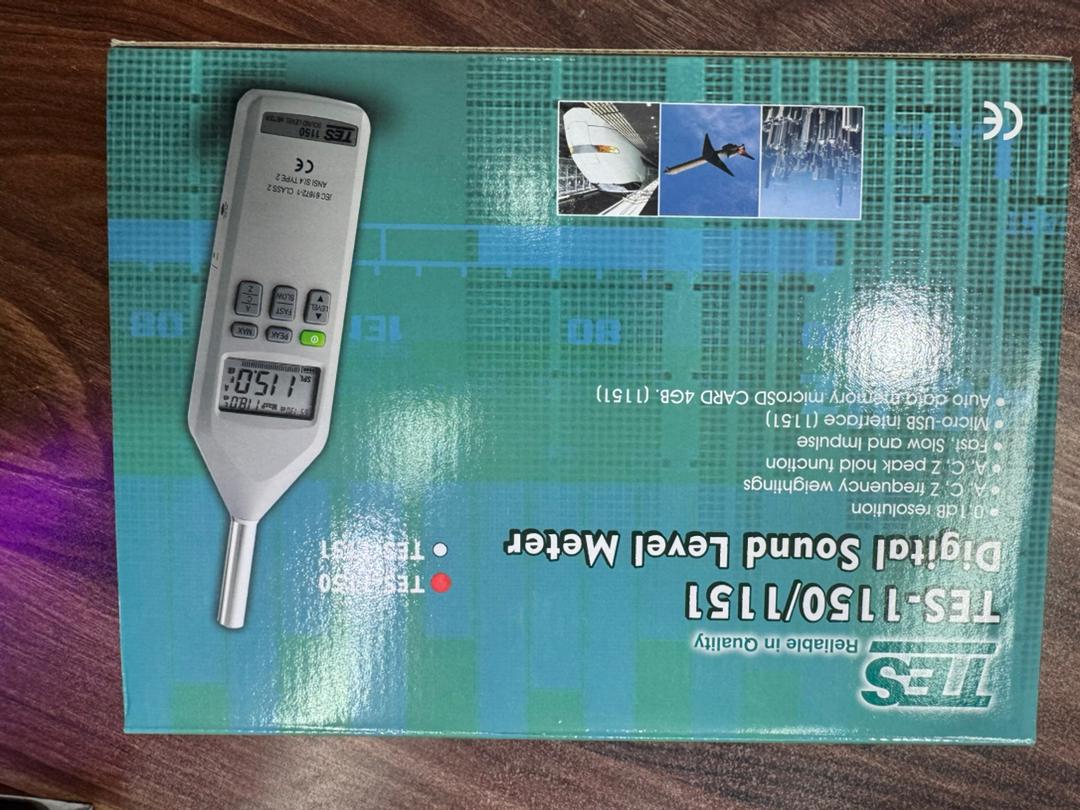 TES
Reliable in Quality
TES-1150/1151
Digital Sound Level Meter
• 0.1dB resolution
• A, C, Z frequency weightings
• A, C, Z peak hold function
• Fast, Slow and Impulse
• Micro-USB interface (1151)
• Auto data memory microSD CARD 4GB. (1151)
TES-1150
TES-1151
CE
MaxP
SPL 115.0 dB
PEAK
MAX
LEVEL
FAST
SLOW
A
C
Z
IEC 61672-1 CLASS 2
ANSI S1.4 TYPE 2
CE
TES 1150
SOUND LEVEL METER